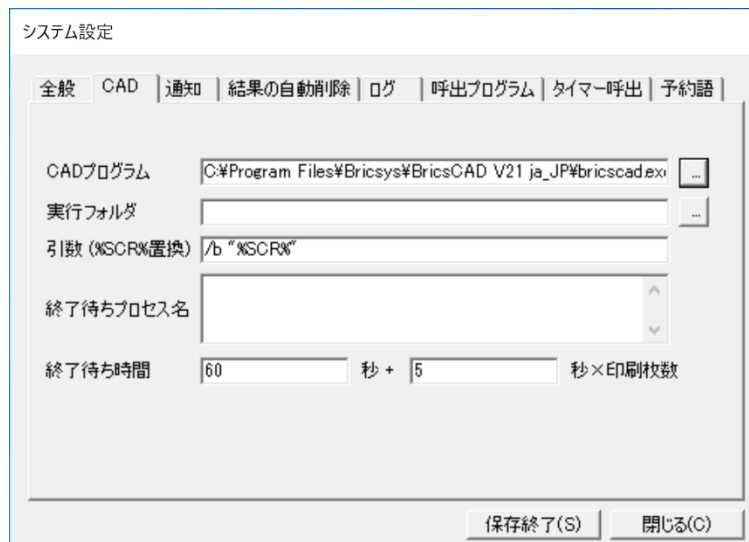 システム設定
全般 CAD 通知 結果の自動削除 ログ 呼出プログラム タイマー呼出 予約語
CADプログラム C:¥Program Files¥Bricsys¥BricsCAD V21 ja_JP¥bricscad.exe ...
実行フォルダ ...
引数 (%SCR%置換) /b "%SCR%"
終了待ちプロセス名
終了待ち時間 60 秒 + 5 秒×印刷枚数
保存終了(S) 閉じる(C)